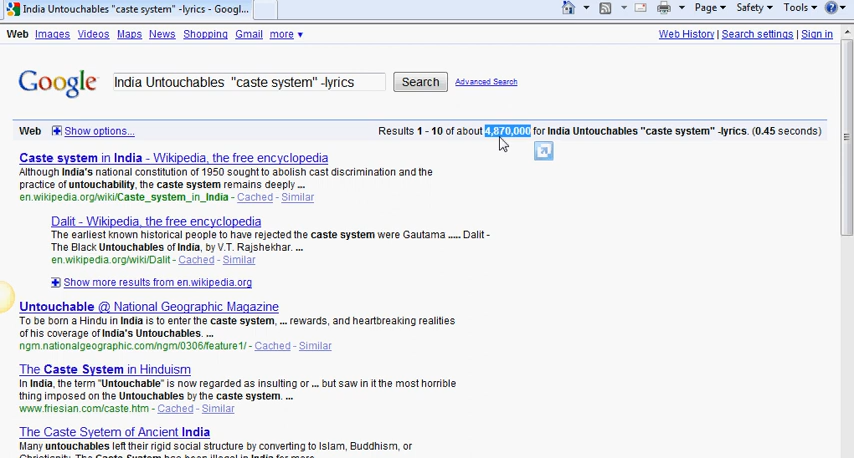 India Untouchables "caste system" -lyrics - Googl...
Page Safety Tools
Web Images Videos Maps News Shopping Gmail more
Web History | Search settings | Sign in
Google India Untouchables "caste system" -lyrics Search Advanced Search
Web Show options... Results 1 - 10 of about 4,870,000 for India Untouchables "caste system" -lyrics. (0.45 seconds)
Caste system in India - Wikipedia, the free encyclopedia
Although India's national constitution of 1950 sought to abolish cast discrimination and the
practice of untouchability, the caste system remains deeply ...
en.wikipedia.org/wiki/Caste_system_in_India - Cached - Similar
Dalit - Wikipedia, the free encyclopedia
The earliest known historical people to have rejected the caste system were Gautama ..... Dalit -
The Black Untouchables of India, by V.T. Rajshekhar. ...
en.wikipedia.org/wiki/Dalit - Cached - Similar
Show more results from en.wikipedia.org
Untouchable @ National Geographic Magazine
To be born a Hindu in India is to enter the caste system, ... rewards, and heartbreaking realities
of his coverage of India's Untouchables. ...
ngm.nationalgeographic.com/ngm/0306/feature1/ - Cached - Similar
The Caste System in Hinduism
In India, the term "Untouchable" is now regarded as insulting or ... but saw in it the most horrible
thing imposed on the Untouchables by the caste system. ...
www.friesian.com/caste.htm - Cached - Similar
The Caste Syetem of Ancient India
Many untouchables left their rigid social structure by converting to Islam, Buddhism, or
Christianity. The Caste System has been illegal in India for more